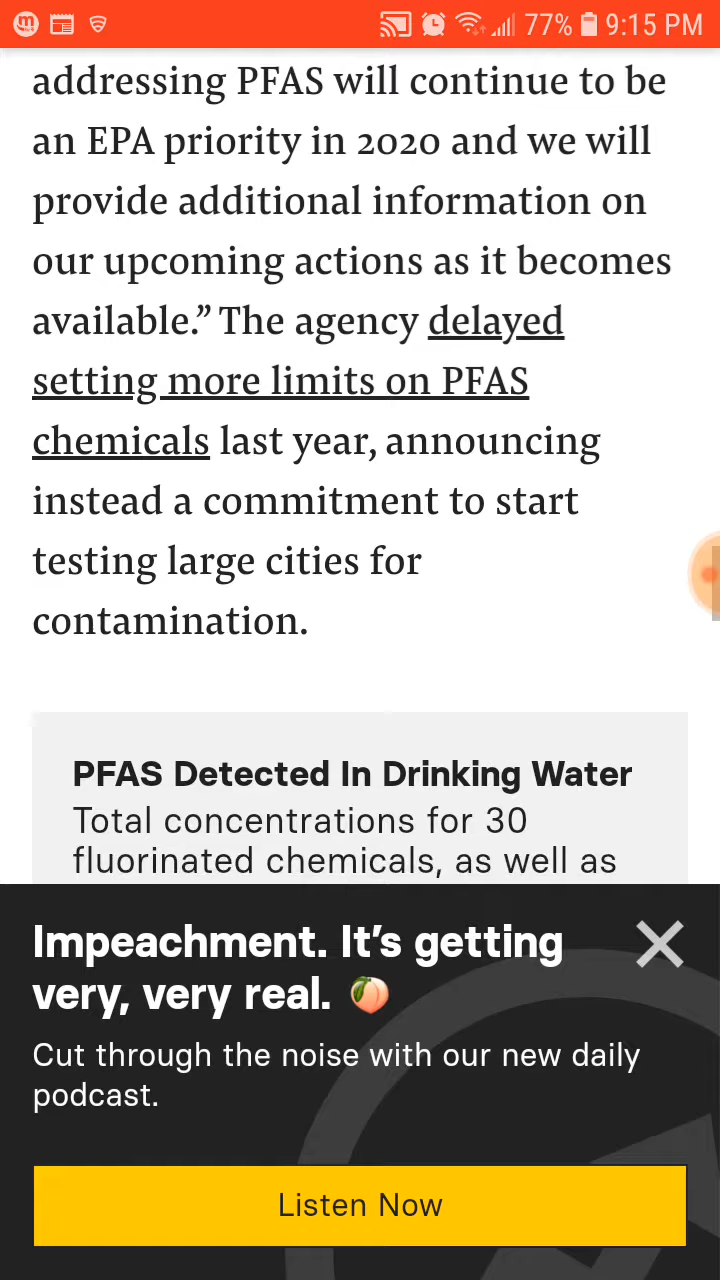 77% 9:15 PM
addressing PFAS will continue to be
an EPA priority in 2020 and we will
provide additional information on
our upcoming actions as it becomes
available.” The agency delayed
setting more limits on PFAS
chemicals last year, announcing
instead a commitment to start
testing large cities for
contamination.
PFAS Detected In Drinking Water
Total concentrations for 30
fluorinated chemicals, as well as
Impeachment. It’s getting
very, very real. 🍑
Cut through the noise with our new daily
podcast.
Listen Now